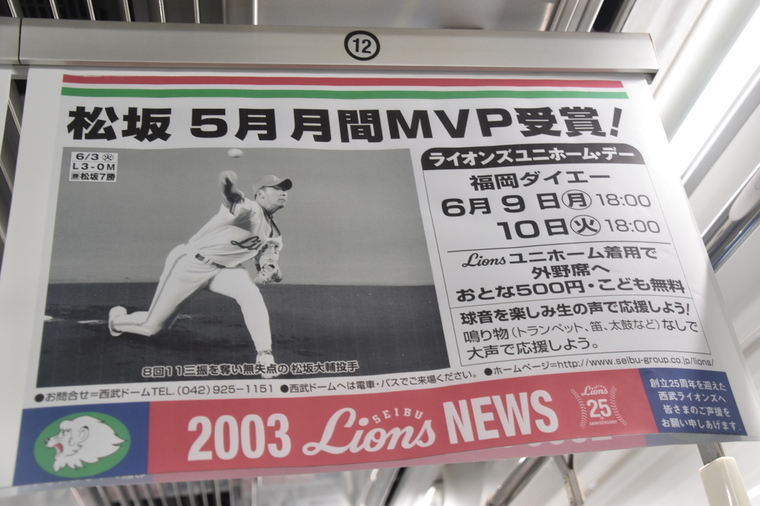 12
松坂 5月月間MVP受賞!
6/3㊋
L3-0M
勝松坂7勝
8回11三振を奪い無失点の松坂大輔投手
ライオンズユニホーム・デー
福岡ダイエー
6月9日㊊18:00
10日㊋18:00
Lionsユニホーム着用で
外野席へ
おとな500円・こども無料
球音を楽しみ生の声で応援しよう!
鳴り物(トランペット、笛、太鼓など)なしで
大声で応援しよう。
●お問合せ=西武ドームTEL(042)925-1151 ●西武ドームへは電車・バスでご来場ください。 ●ホームページ=http://www.seibu-group.co.jp/lions/
2003 SEIBU Lions NEWS
Lions
25
ANNIVERSARY
創立25周年を迎えた
西武ライオンズへ
皆さまのご声援を
お願い申しあげます。